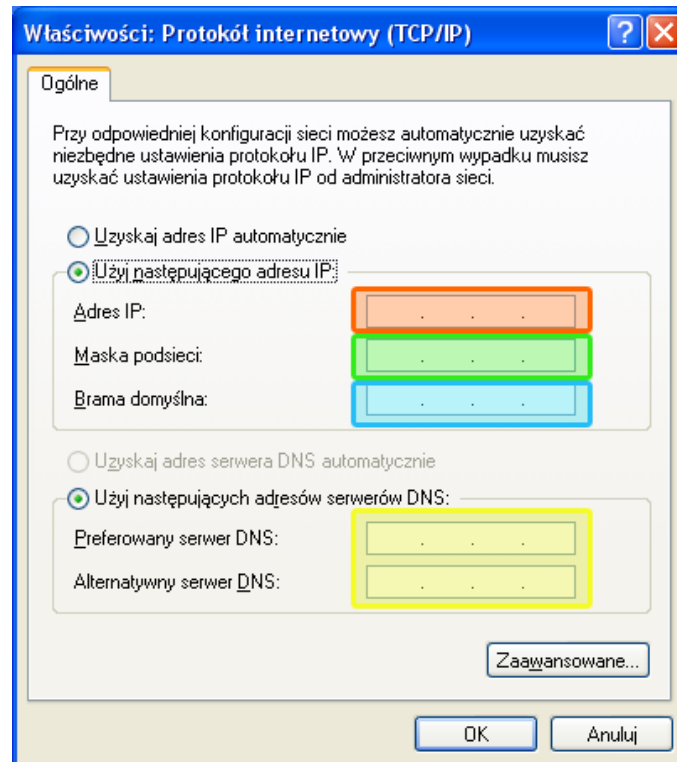 Właściwości: Protokół internetowy (TCP/IP)
Ogólne
Przy odpowiedniej konfiguracji sieci możesz automatycznie uzyskać
niezbędne ustawienia protokołu IP. W przeciwnym wypadku musisz
uzyskać ustawienia protokołu IP od administratora sieci.
Uzyskaj adres IP automatycznie
Użyj następującego adresu IP:
Adres IP:
Maska podsieci:
Brama domyślna:
Uzyskaj adres serwera DNS automatycznie
Użyj następujących adresów serwerów DNS:
Preferowany serwer DNS:
Alternatywny serwer DNS:
Zaawansowane...
OK Anuluj